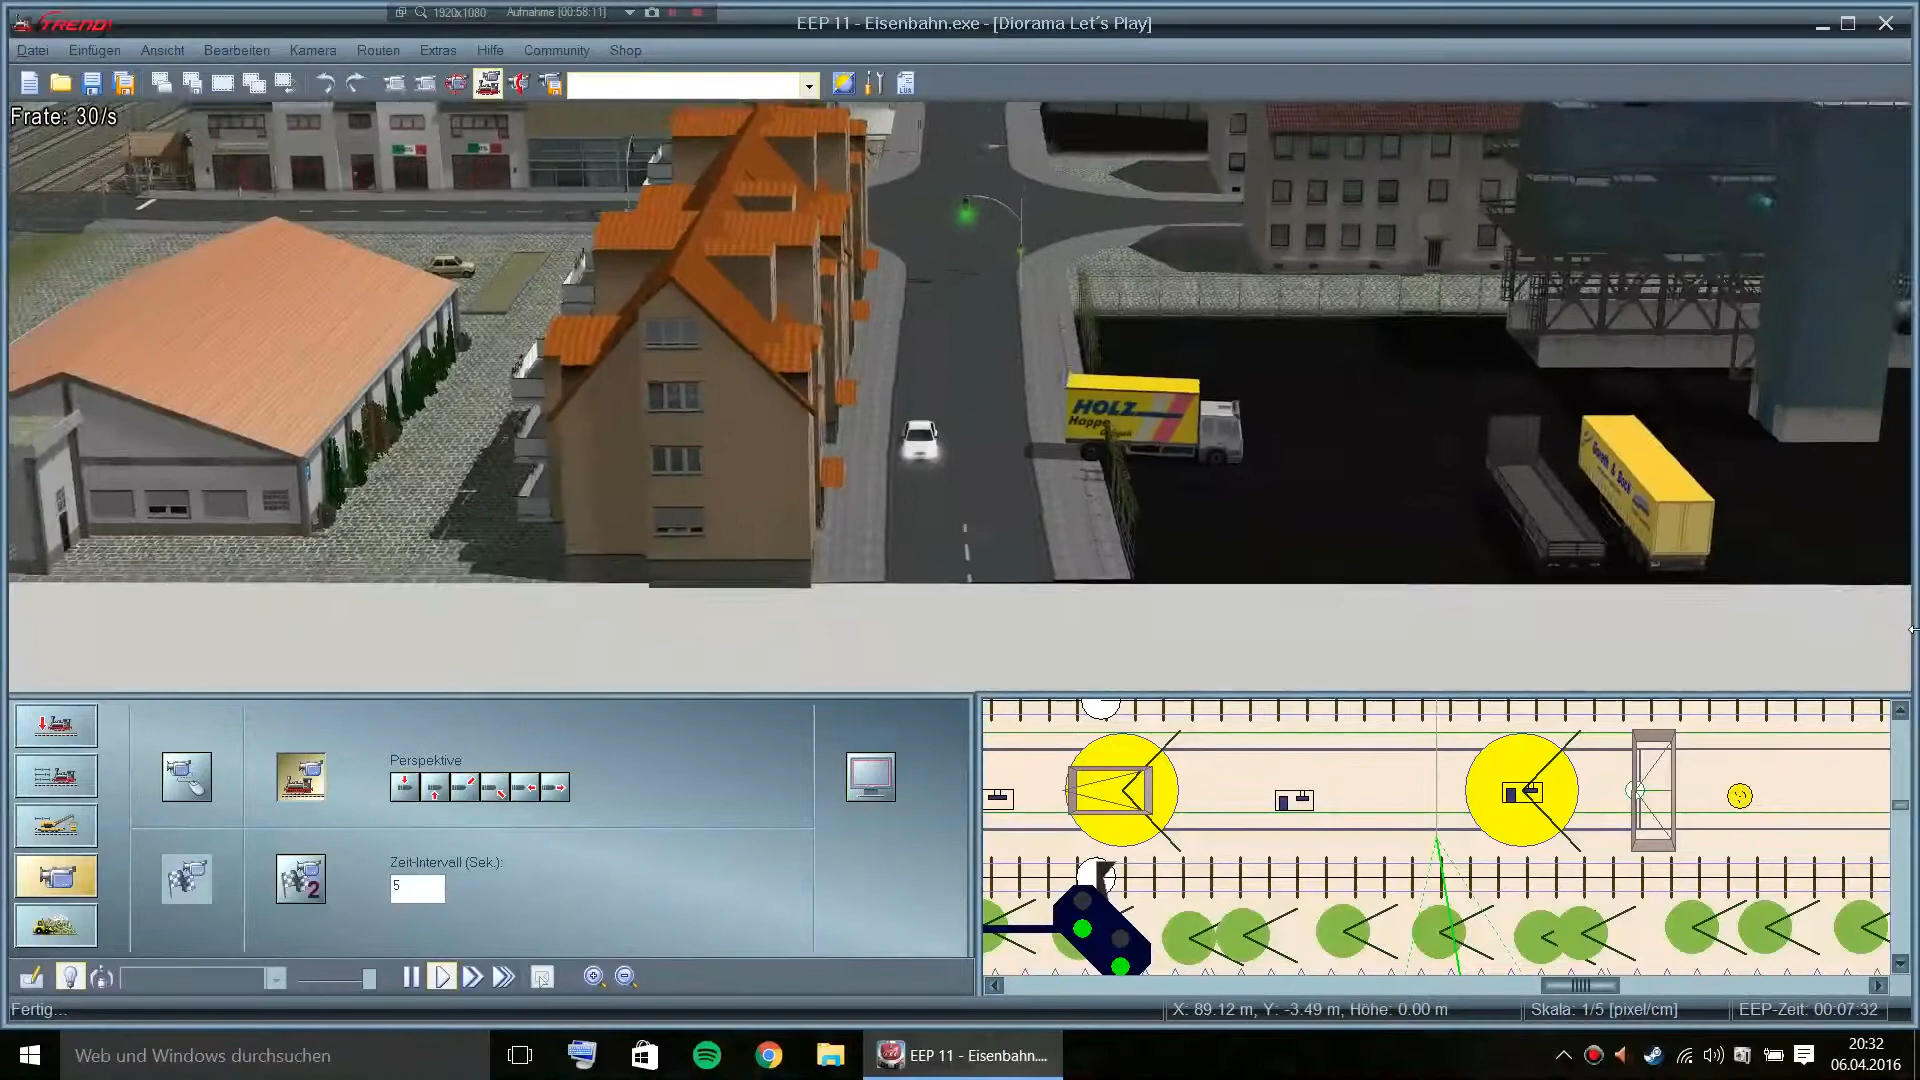 1920x1080 Aufnahme (00:58:11)
TREND
EEP 11 - Eisenbahn.exe - [Diorama Let´s Play]
Datei Einfügen Ansicht Bearbeiten Kamera Routen Extras Hilfe Community Shop
LUA
Frate: 30/s
HOLZ
Hoppe
Perspektive
Zeit-Intervall (Sek.):
2
5
Fertig...
X: 89.12 m, Y: -3.49 m, Höhe: 0.00 m
Skala: 1/5 [pixel/cm]
EEP-Zeit: 00:07:32
Web und Windows durchsuchen
EEP 11 - Eisenbahn....
20:32
06.04.2016